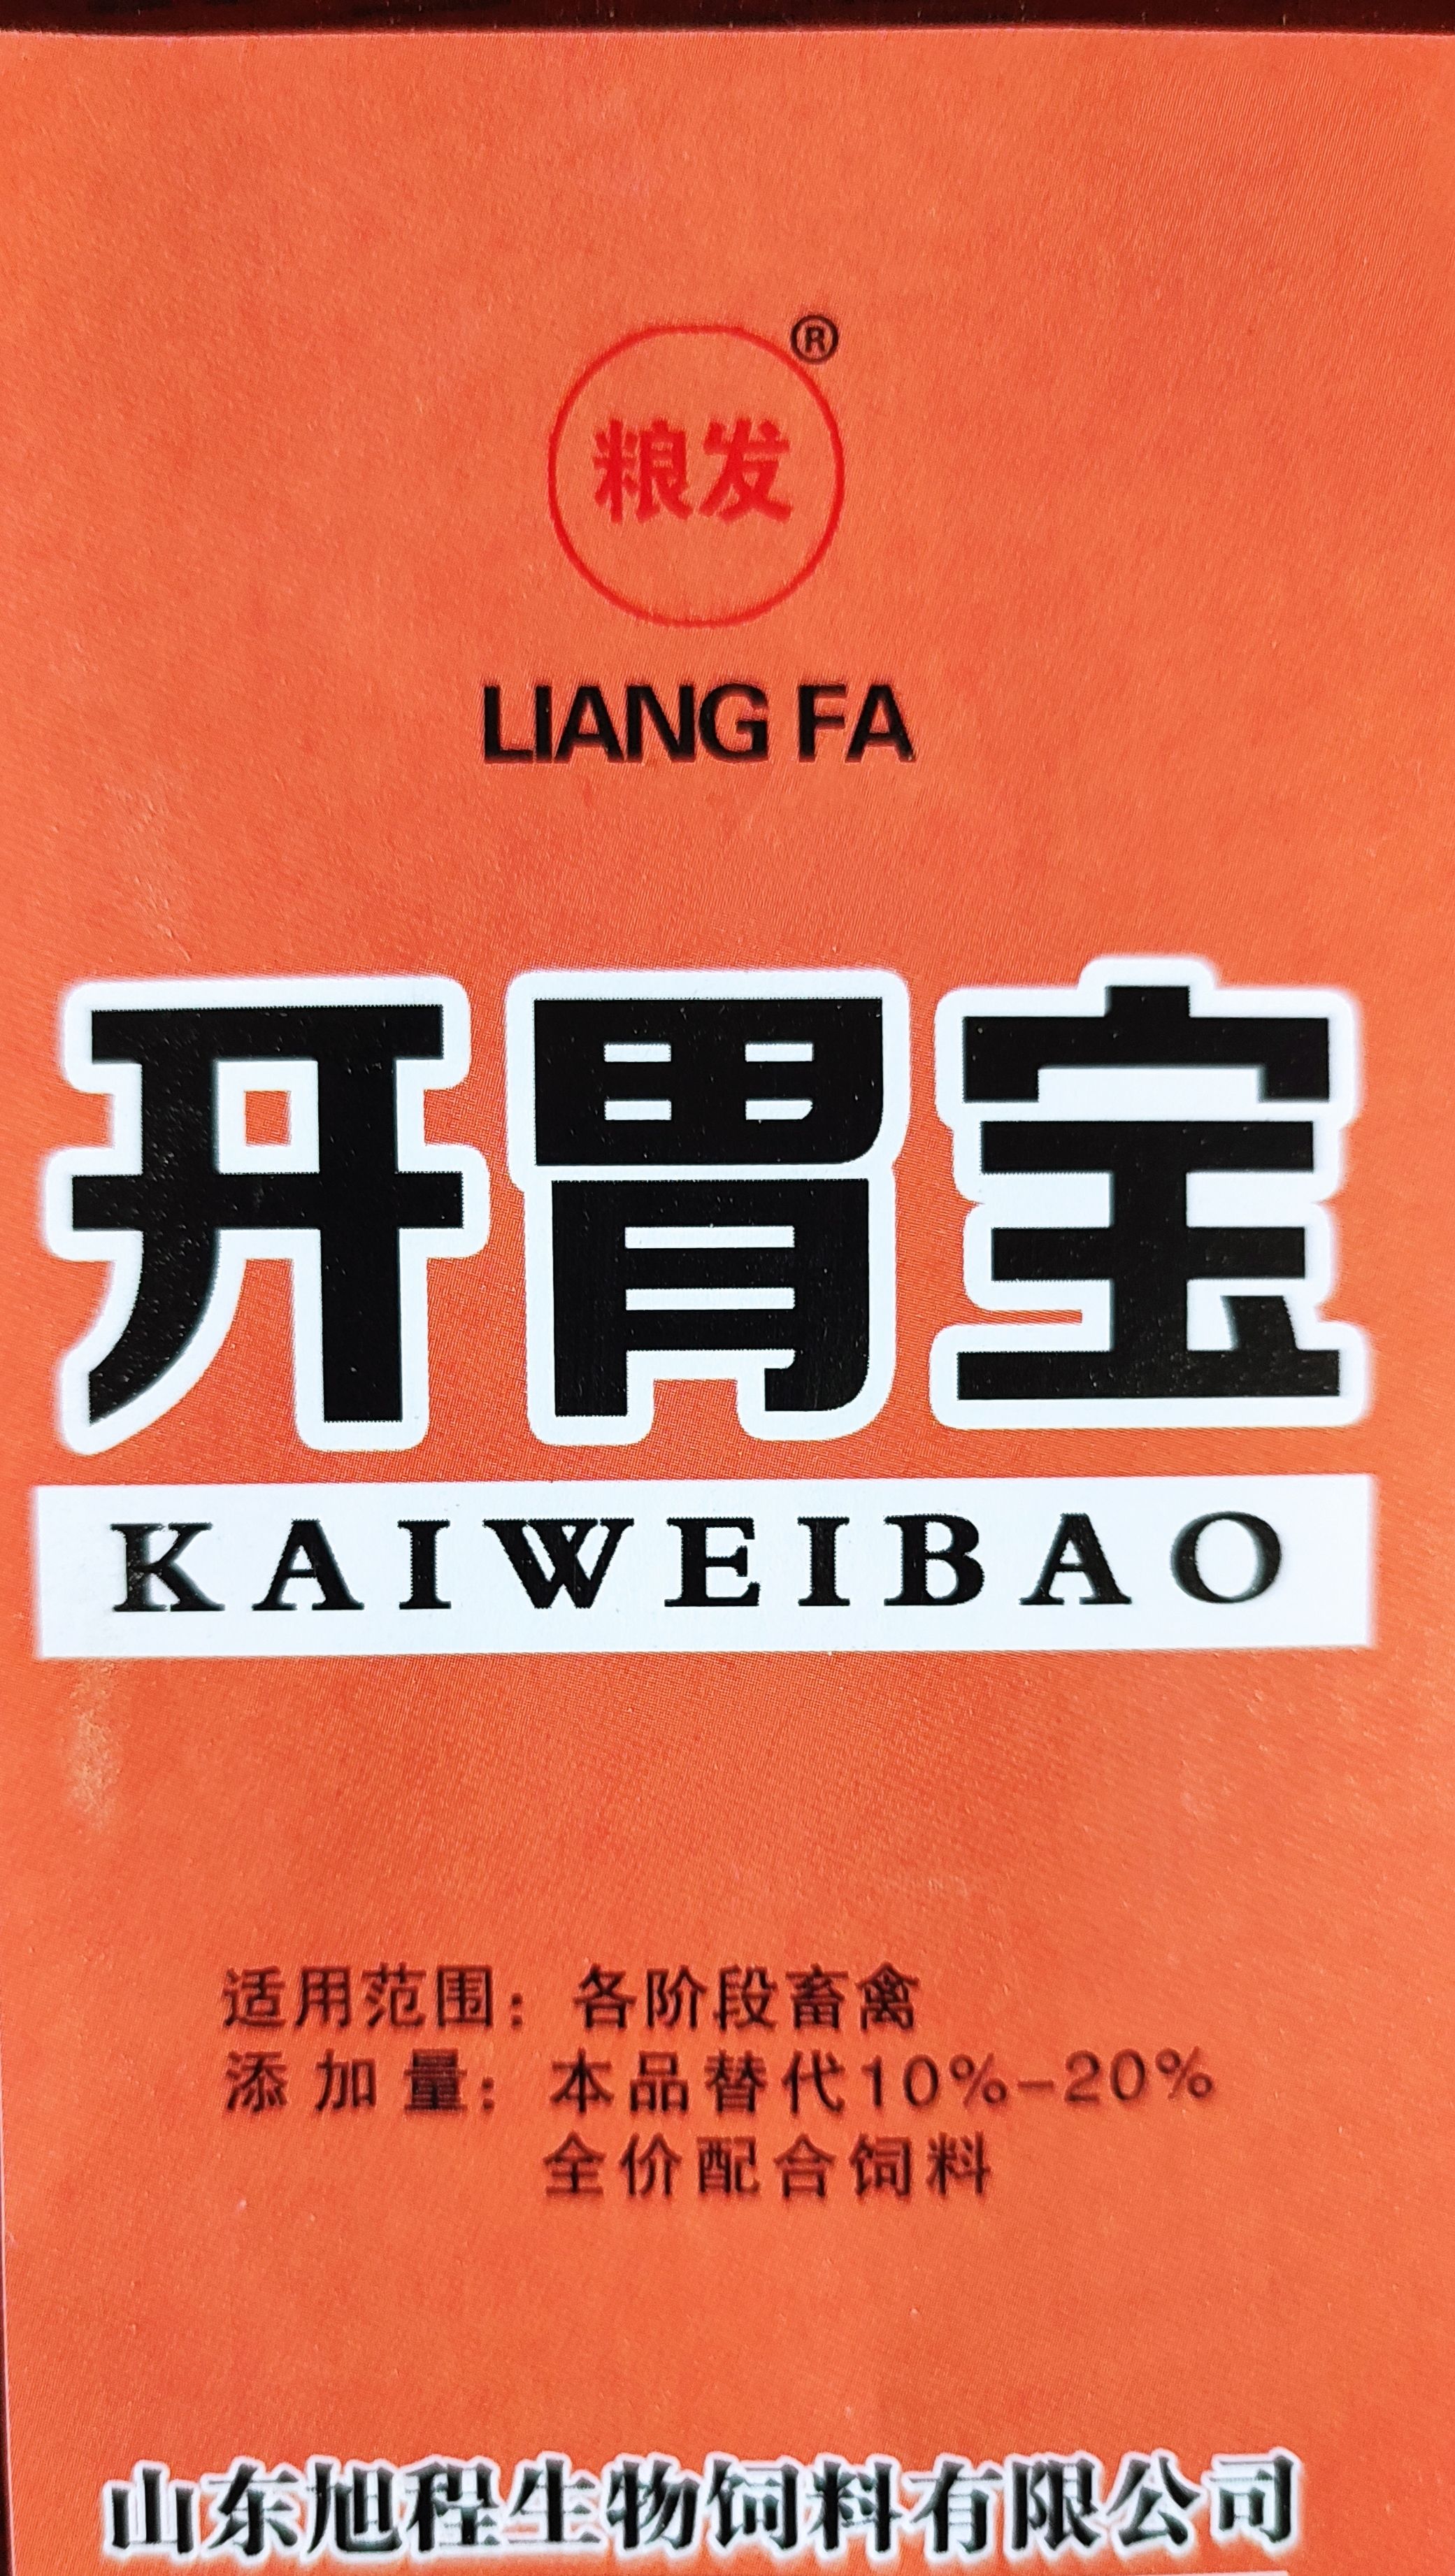 粮发®
LIANG FA
开胃宝
KAIWEIBAO
适用范围：各阶段畜禽
添加量：本品替代10%-20%
全价配合饲料
山东旭程生物饲料有限公司